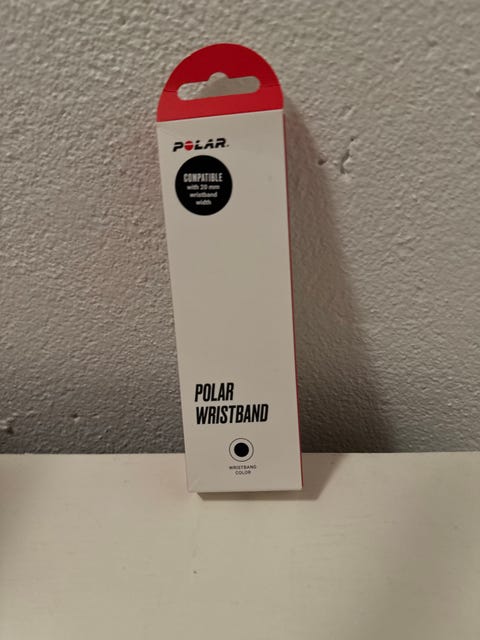 POLAR
COMPATIBLE
with 20 mm
wristband
width
POLAR
WRISTBAND
WRISTBAND
COLOR